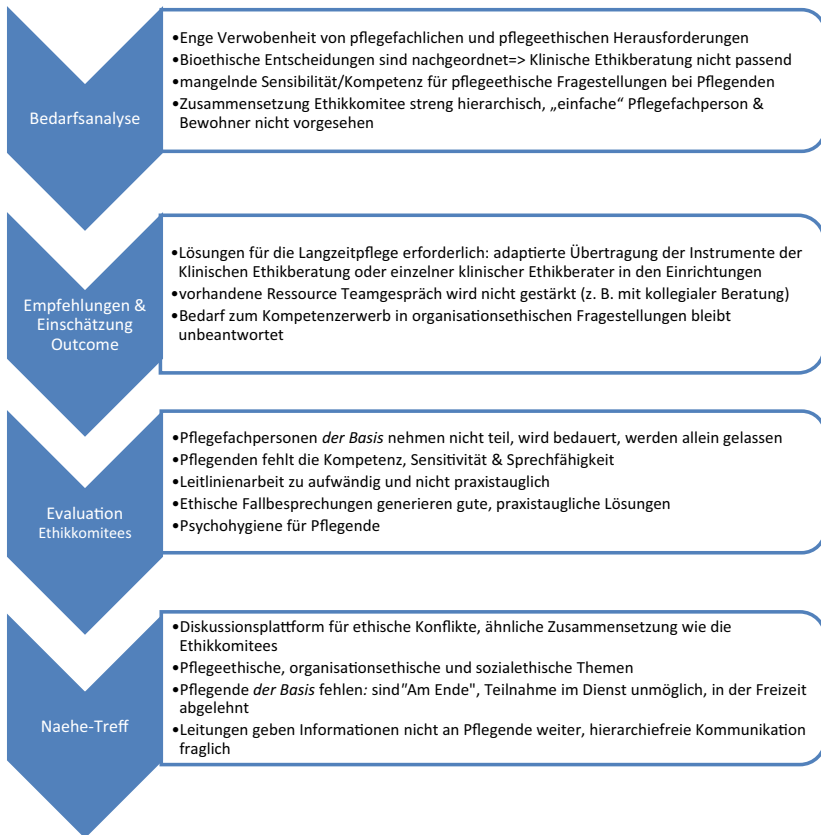 Bedarfsanalyse
•Enge Verwobenheit von pflegefachlichen und pflegeethischen Herausforderungen
•Bioethische Entscheidungen sind nachgeordnet=> Klinische Ethikberatung nicht passend
•mangelnde Sensibilität/Kompetenz für pflegeethische Fragestellungen bei Pflegenden
•Zusammensetzung Ethikkomitee streng hierarchisch, „einfache“ Pflegefachperson &
Bewohner nicht vorgesehen
Empfehlungen &
Einschätzung
Outcome
•Lösungen für die Langzeitpflege erforderlich: adaptierte Übertragung der Instrumente der
Klinischen Ethikberatung oder einzelner klinischer Ethikberater in den Einrichtungen
•vorhandene Ressource Teamgespräch wird nicht gestärkt (z. B. mit kollegialer Beratung)
•Bedarf zum Kompetenzerwerb in organisationsethischen Fragestellungen bleibt
unbeantwortet
Evaluation
Ethikkomitees
•Pflegefachpersonen der Basis nehmen nicht teil, wird bedauert, werden allein gelassen
•Pflegenden fehlt die Kompetenz, Sensitivität & Sprechfähigkeit
•Leitlinienarbeit zu aufwändig und nicht praxistauglich
•Ethische Fallbesprechungen generieren gute, praxistaugliche Lösungen
•Psychohygiene für Pflegende
Naehe-Treff
•Diskussionsplattform für ethische Konflikte, ähnliche Zusammensetzung wie die
Ethikkomitees
•Pflegeethische, organisationsethische und sozialethische Themen
•Pflegende der Basis fehlen: sind"Am Ende", Teilnahme im Dienst unmöglich, in der Freizeit
abgelehnt
•Leitungen geben Informationen nicht an Pflegende weiter, hierarchiefreie Kommunikation
fraglich